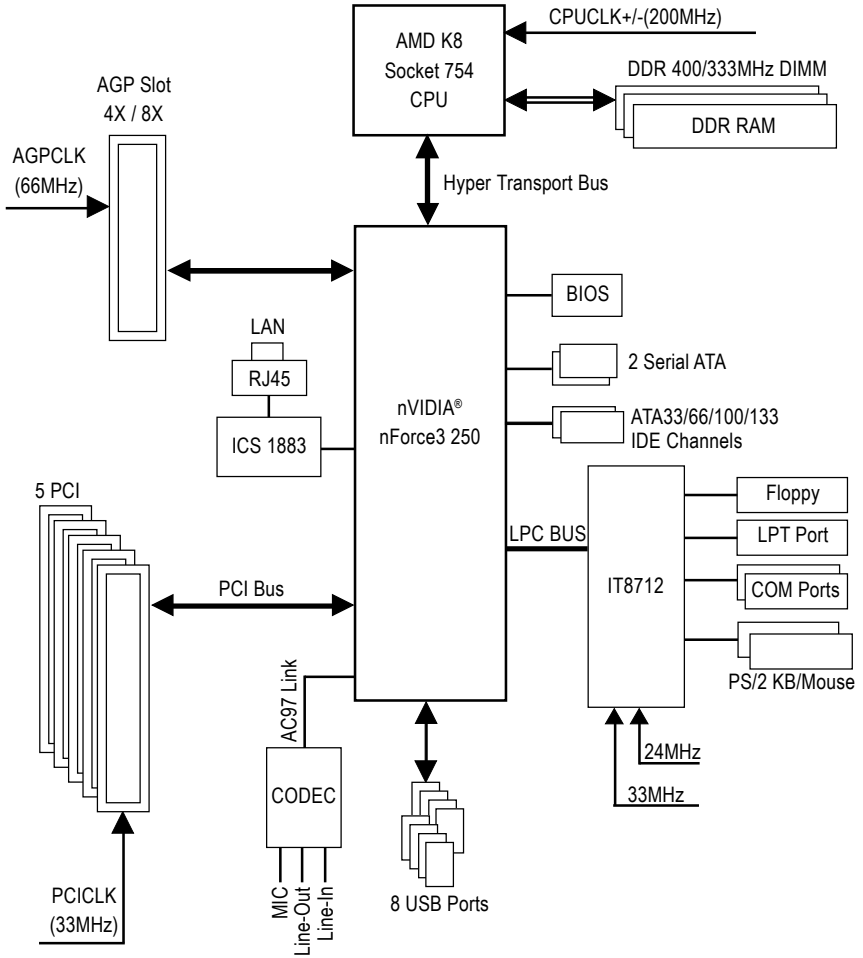 CPUCLK+/-(200MHz)
AMD K8
Socket 754
CPU
DDR 400/333MHz DIMM
DDR RAM
AGP Slot
4X / 8X
AGPCLK
(66MHz)
Hyper Transport Bus
BIOS
LAN
RJ45
2 Serial ATA
nVIDIA®
nForce3 250
ATA33/66/100/133
IDE Channels
ICS 1883
5 PCI
Floppy
LPC BUS
LPT Port
IT8712
COM Ports
PCI Bus
PS/2 KB/Mouse
AC97 Link
24MHz
CODEC
33MHz
MIC
Line-Out
Line-In
8 USB Ports
PCICLK
(33MHz)